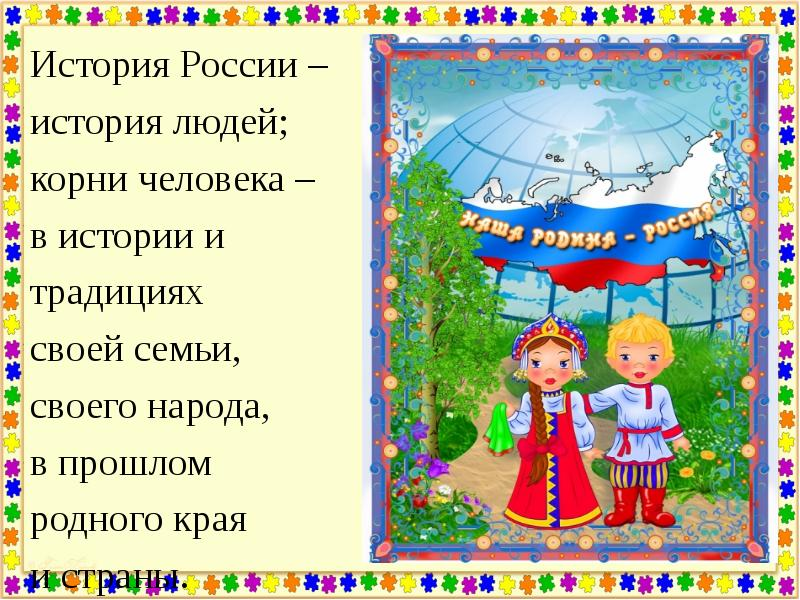 История России –
история людей;
корни человека –
в истории и
традициях
своей семьи,
своего народа,
в прошлом
родного края
и страны.
НАША РОДИНА – РОССИЯ